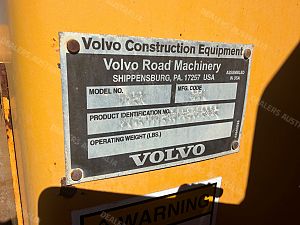 Volvo Construction Equipment
Volvo Road Machinery
SHIPPENSBURG, PA. 17257 USA
ASSEMBLED
IN USA
MODEL NO.
MFG. CODE
PRODUCT IDENTIFICATION NO.
OPERATING WEIGHT (LBS.)
VOLVO
WARNING